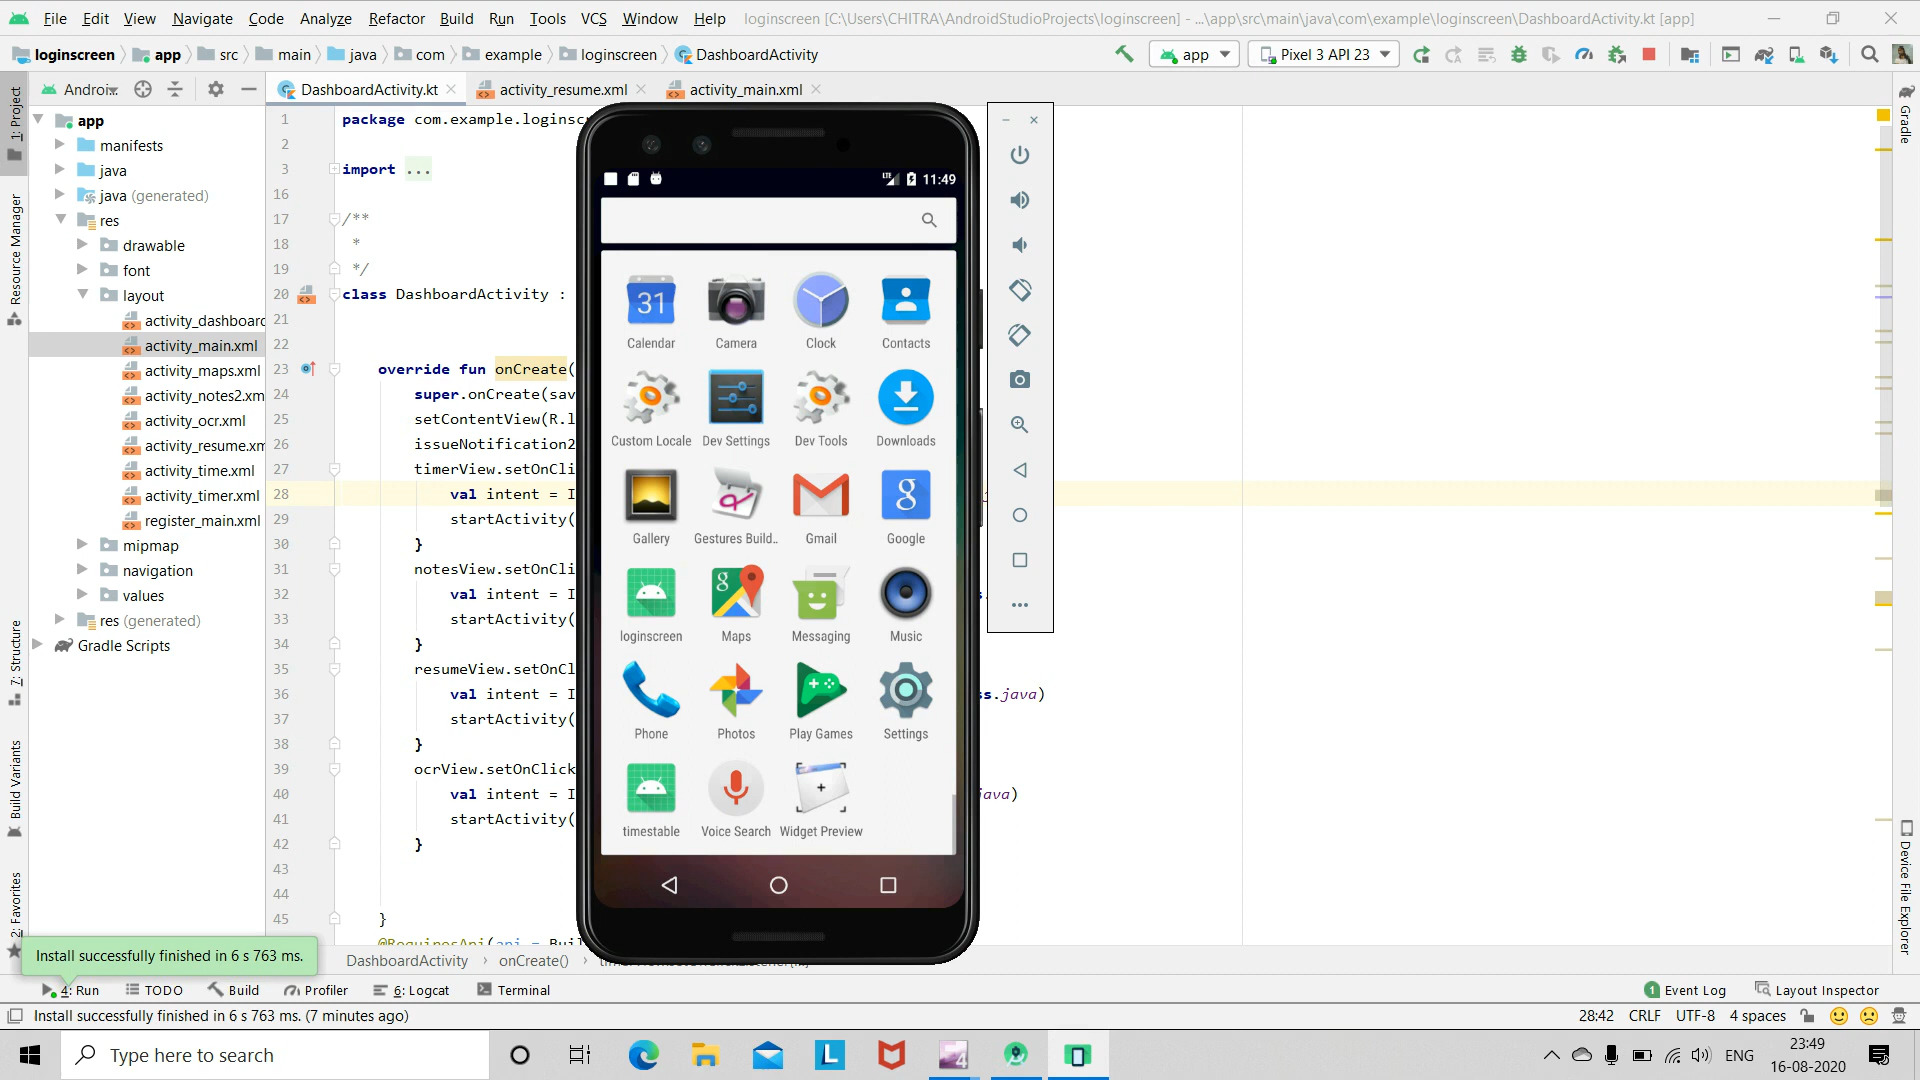 File Edit View Navigate Code Analyze Refactor Build Run Tools VCS Window Help loginscreen [C:\Users\CHITRA\AndroidStudioProjects\loginscreen] - ...\app\src\main\java\com\example\loginscreen\DashboardActivity.kt [app]
loginscreen app src main java com example loginscreen DashboardActivity app Pixel 3 API 23
Androi DashboardActivity.kt activity_resume.xml activity_main.xml
1: Project
Resource Manager
7: Structure
Build Variants
2: Favorites
app
manifests
java
java (generated)
res
drawable
font
layout
activity_dashboard
activity_main.xml
activity_maps.xml
activity_notes2.xm
activity_ocr.xml
activity_resume.xm
activity_time.xml
activity_timer.xml
register_main.xml
mipmap
navigation
values
res (generated)
Gradle Scripts
1 package com.example.loginsc
2
3 import ...
16
17 /**
18 *
19 */
20 class DashboardActivity :
21
22
23 override fun onCreate(
24 super.onCreate(sav
25 setContentView(R.l
26 issueNotification2
27 timerView.setOnCli
28 val intent = I
29 startActivity(
30 }
31 notesView.setOnCli
32 val intent = I
33 startActivity(
34 }
35 resumeView.setOnCl
36 val intent = I ss.java)
37 startActivity(
38 }
39 ocrView.setOnClick
40 val intent = I java)
41 startActivity(
42 }
43
44
45 }
@RequiresApi(api = Buil
LTE 11:49
31
Calendar Camera Clock Contacts
Custom Locale Dev Settings Dev Tools Downloads
Gallery Gestures Build.. Gmail Google
loginscreen Maps Messaging Music
Phone Photos Play Games Settings
timestable Voice Search Widget Preview
Gradle
Device File Explorer
Install successfully finished in 6 s 763 ms.
DashboardActivity onCreate()
4: Run TODO Build Profiler 6: Logcat Terminal 1 Event Log Layout Inspector
Install successfully finished in 6 s 763 ms. (7 minutes ago) 28:42 CRLF UTF-8 4 spaces
Type here to search ENG 23:49
16-08-2020